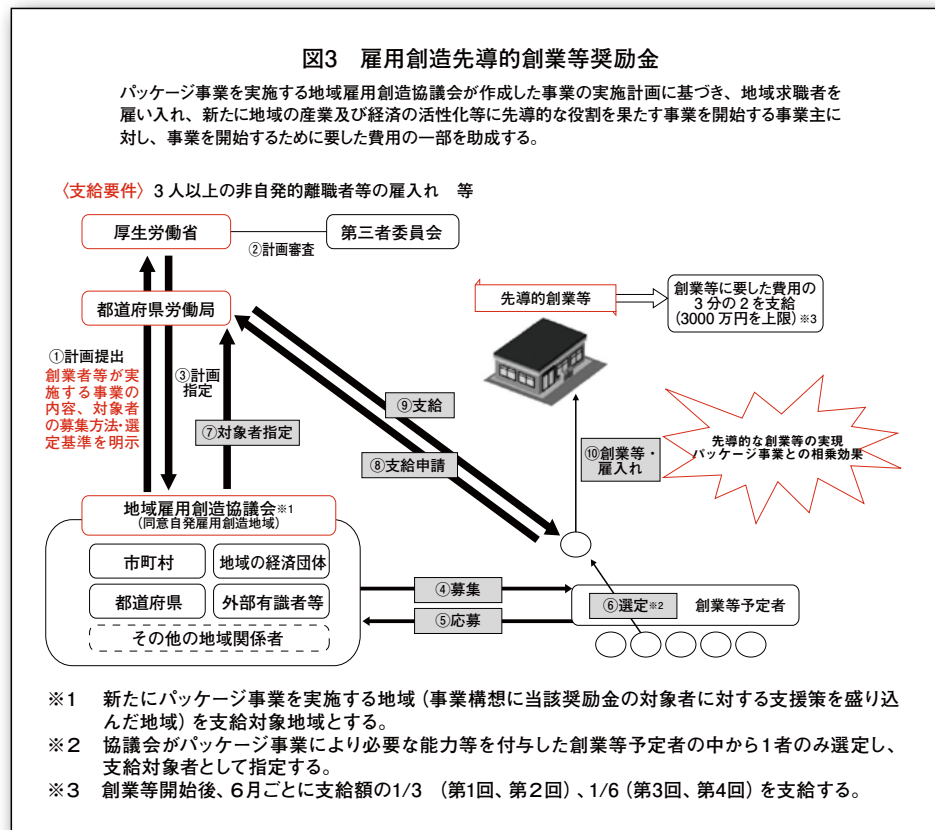 図3　雇用創造先導的創業等奨励金
パッケージ事業を実施する地域雇用創造協議会が作成した事業の実施計画に基づき、地域求職者を
雇い入れ、新たに地域の産業及び経済の活性化等に先導的な役割を果たす事業を開始する事業主に
対し、事業を開始するために要した費用の一部を助成する。
〈支給要件〉3人以上の非自発的離職者等の雇入れ　等
厚生労働省
②計画審査
第三者委員会
都道府県労働局
先導的創業等
創業等に要した費用の
3分の2を支給
(3000万円を上限)※3
①計画提出
創業者等が実
施する事業の
内容、対象者
の募集方法・選
定基準を明示
③計画
指定
⑦対象者指定
⑨支給
⑧支給申請
⑩創業等・
雇入れ
先導的な創業等の実現
パッケージ事業との相乗効果
地域雇用創造協議会※1
(同意自発雇用創造地域)
市町村
地域の経済団体
都道府県
外部有識者等
その他の地域関係者
④募集
⑤応募
⑥選定※2
創業等予定者
※1　新たにパッケージ事業を実施する地域（事業構想に当該奨励金の対象者に対する支援策を盛り込
んだ地域）を支給対象地域とする。
※2　協議会がパッケージ事業により必要な能力等を付与した創業等予定者の中から1者のみ選定し、
支給対象者として指定する。
※3　創業等開始後、6月ごとに支給額の1/3　（第1回、第2回）、1/6（第3回、第4回）を支給する。